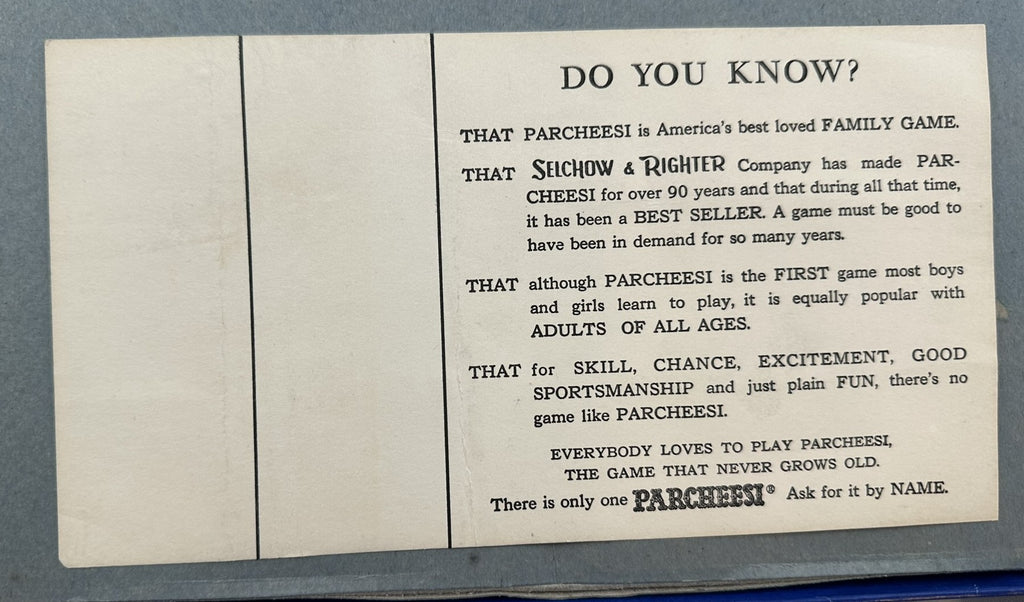 DO YOU KNOW?
THAT PARCHEESI is America's best loved FAMILY GAME.
THAT SELCHOW & RIGHTER Company has made PAR-
CHEESI for over 90 years and that during all that time,
it has been a BEST SELLER. A game must be good to
have been in demand for so many years.
THAT although PARCHEESI is the FIRST game most boys
and girls learn to play, it is equally popular with
ADULTS OF ALL AGES.
THAT for SKILL, CHANCE, EXCITEMENT, GOOD
SPORTSMANSHIP and just plain FUN, there's no
game like PARCHEESI.
EVERYBODY LOVES TO PLAY PARCHEESI,
THE GAME THAT NEVER GROWS OLD.
There is only one PARCHEESI® Ask for it by NAME.